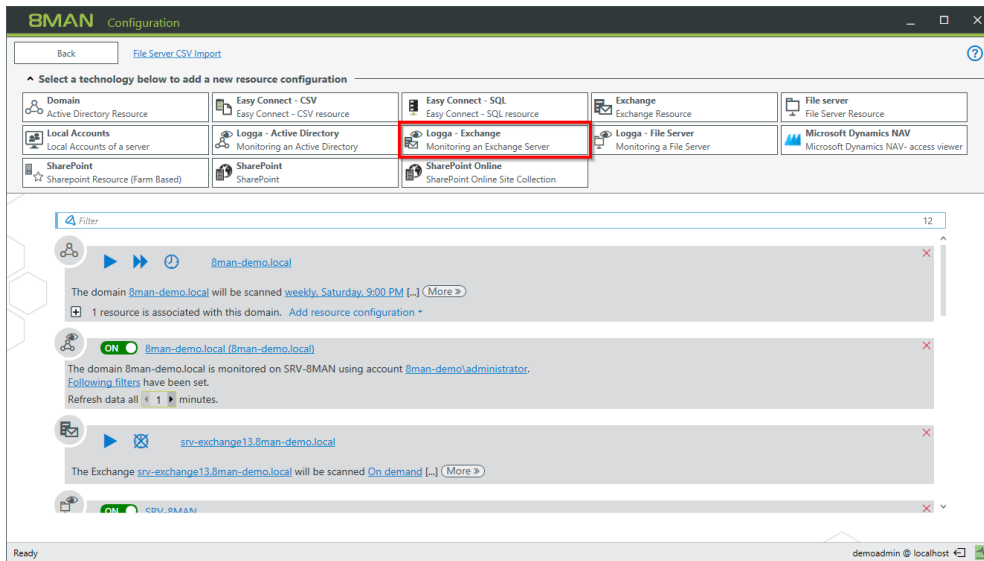 8MAN Configuration
Back File Server CSV Import
Select a technology below to add a new resource configuration
Domain
Active Directory Resource
Easy Connect - CSV
Easy Connect - CSV resource
Easy Connect - SQL
Easy Connect - SQL resource
Exchange
Exchange Resource
File server
File Server Resource
Local Accounts
Local Accounts of a server
Logga - Active Directory
Monitoring an Active Directory
Logga - Exchange
Monitoring an Exchange Server
Logga - File Server
Monitoring a File Server
Microsoft Dynamics NAV
Microsoft Dynamics NAV- access viewer
SharePoint
Sharepoint Resource (Farm Based)
SharePoint
SharePoint
SharePoint Online
SharePoint Online Site Collection
Filter 12
8man-demo.local
The domain 8man-demo.local will be scanned weekly, Saturday, 9:00 PM [...] More »
1 resource is associated with this domain. Add resource configuration
ON 8man-demo.local (8man-demo.local)
The domain 8man-demo.local is monitored on SRV-8MAN using account 8man-demo\administrator.
Following filters have been set.
Refresh data all 1 minutes.
srv-exchange13.8man-demo.local
The Exchange srv-exchange13.8man-demo.local will be scanned On demand [...] More »
ON SRV-8MAN
Ready demoadmin @ localhost